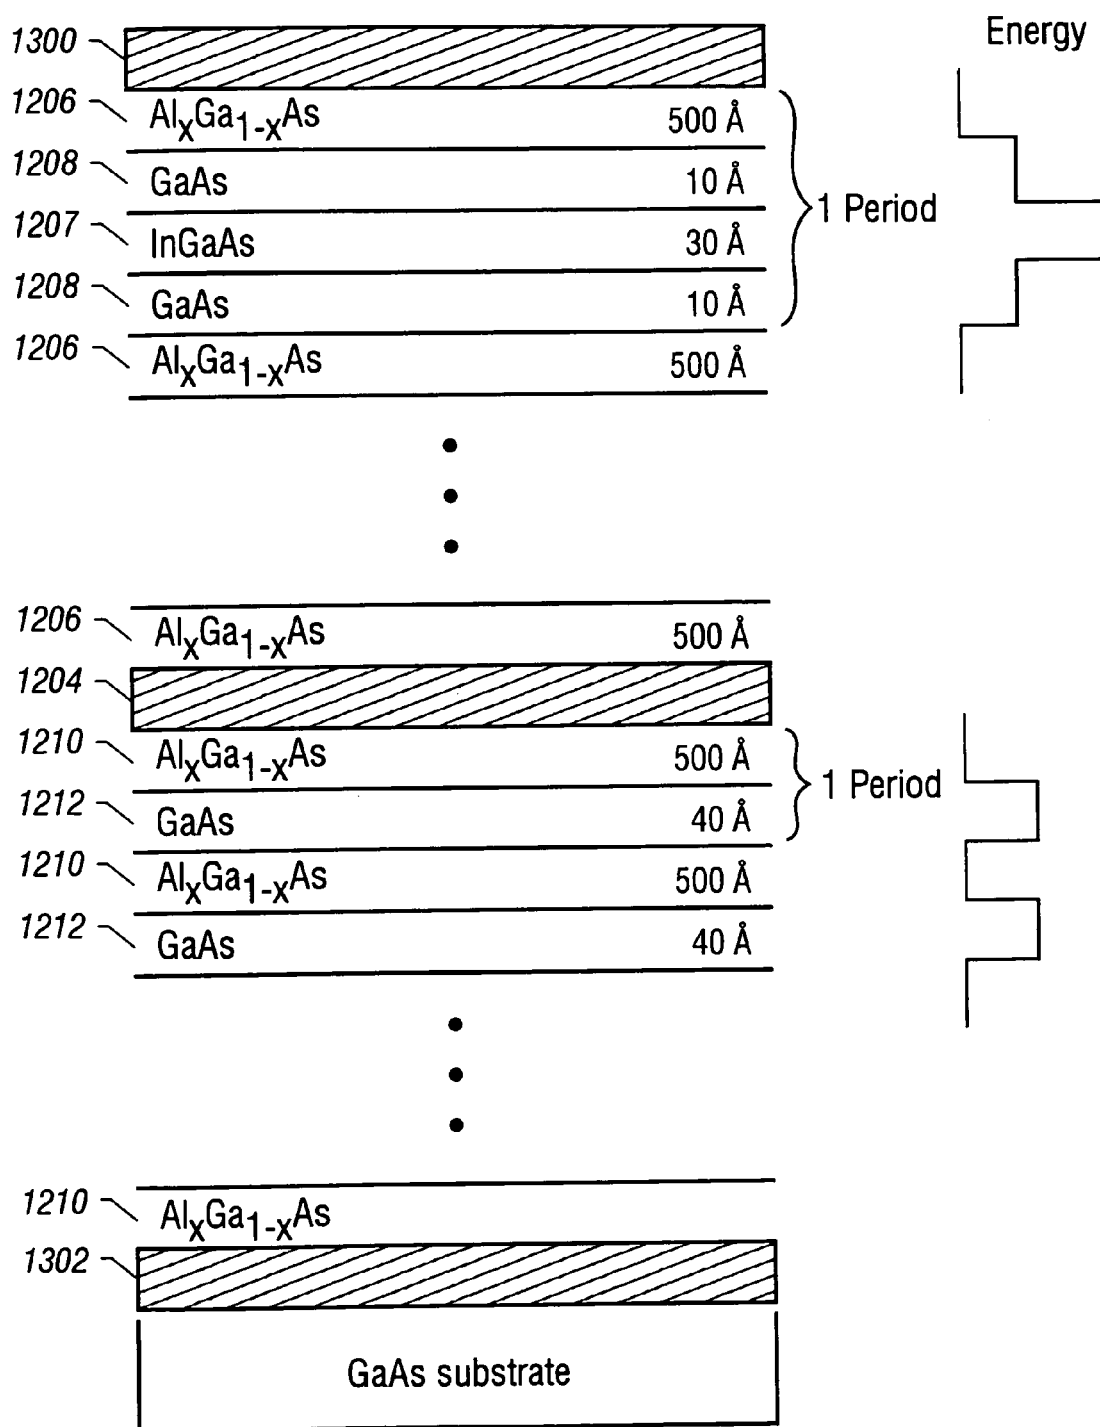 Energy
1300
1206 AlxGa1-xAs 500 Å
1208 GaAs 10 Å
1 Period
1207 InGaAs 30 Å
1208 GaAs 10 Å
1206 AlxGa1-xAs 500 Å
1206 AlxGa1-xAs 500 Å
1204
1210 AlxGa1-xAs 500 Å
1 Period
1212 GaAs 40 Å
1210 AlxGa1-xAs 500 Å
1212 GaAs 40 Å
1210 AlxGa1-xAs
1302
GaAs substrate